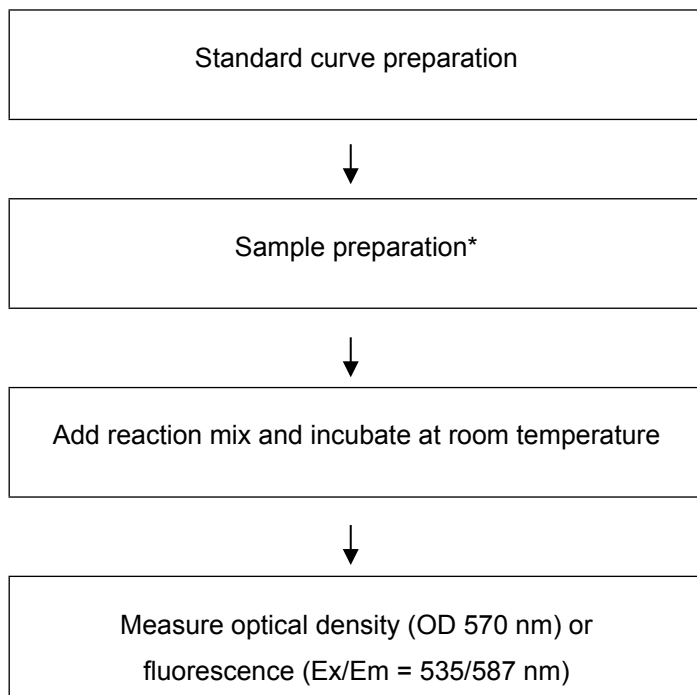 Standard curve preparation
Sample preparation*
Add reaction mix and incubate at room temperature
Measure optical density (OD 570 nm) or
fluorescence (Ex/Em = 535/587 nm)